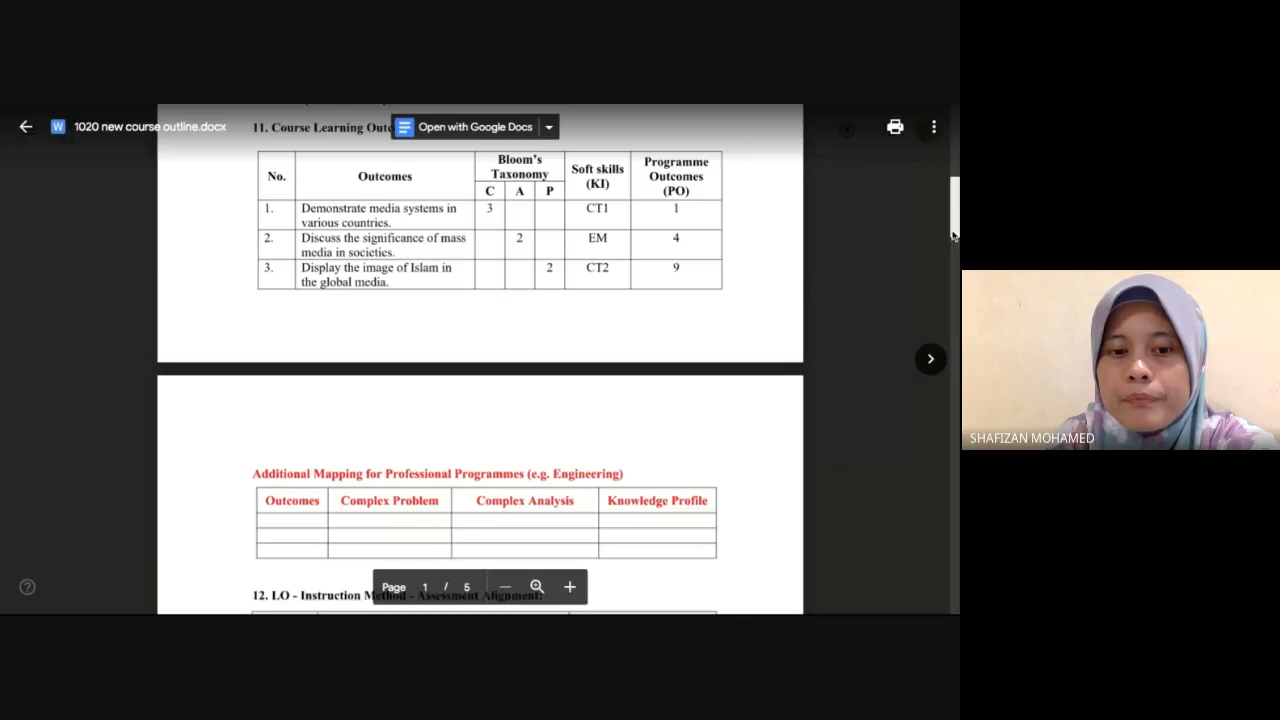 1020 new course outline.docx
Open with Google Docs
11. Course Learning Outc
No. Outcomes Bloom's Taxonomy Soft skills (KI) Programme Outcomes (PO)
C A P
1. Demonstrate media systems in various countries. 3 CT1 1
2. Discuss the significance of mass media in societies. 2 EM 4
3. Display the image of Islam in the global media. 2 CT2 9
SHAFIZAN MOHAMED
Additional Mapping for Professional Programmes (e.g. Engineering)
Outcomes Complex Problem Complex Analysis Knowledge Profile
Page 1 / 5
12. LO - Instruction Method - Assessment Alignment: